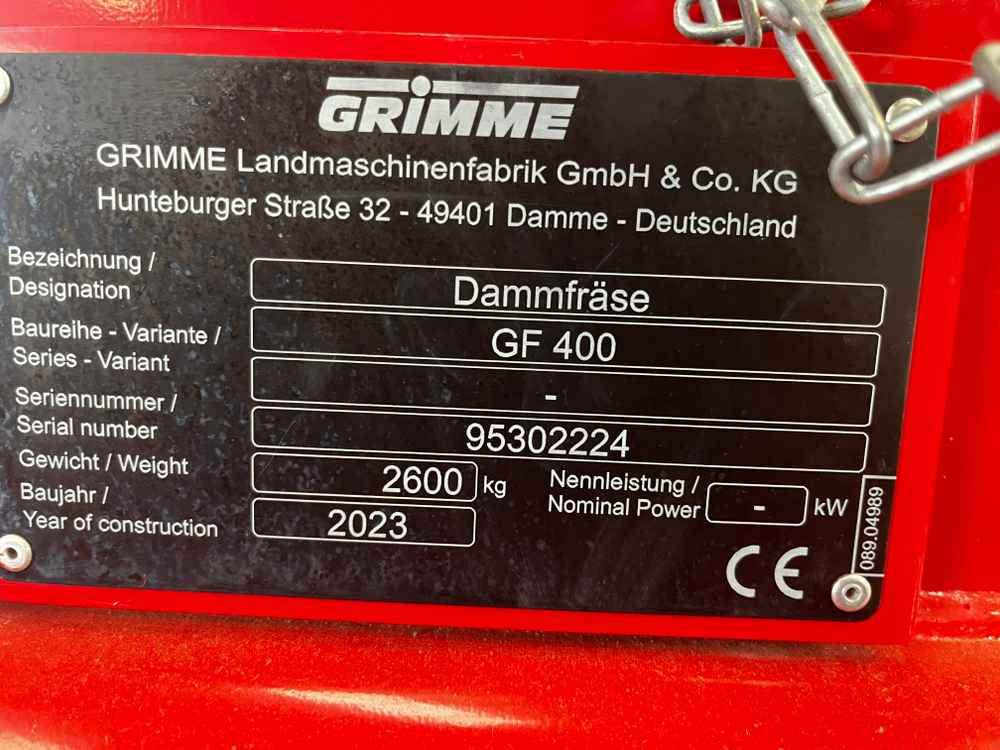 GRIMME
GRIMME Landmaschinenfabrik GmbH & Co. KG
Hunteburger Straße 32 - 49401 Damme - Deutschland
Bezeichnung /
Designation
Dammfräse
Baureihe - Variante /
Series - Variant
GF 400
-
Seriennummer /
Serial number
95302224
Gewicht / Weight
2600 kg
Nennleistung /
Nominal Power
- kW
Baujahr /
Year of construction
2023
CE
089.04989